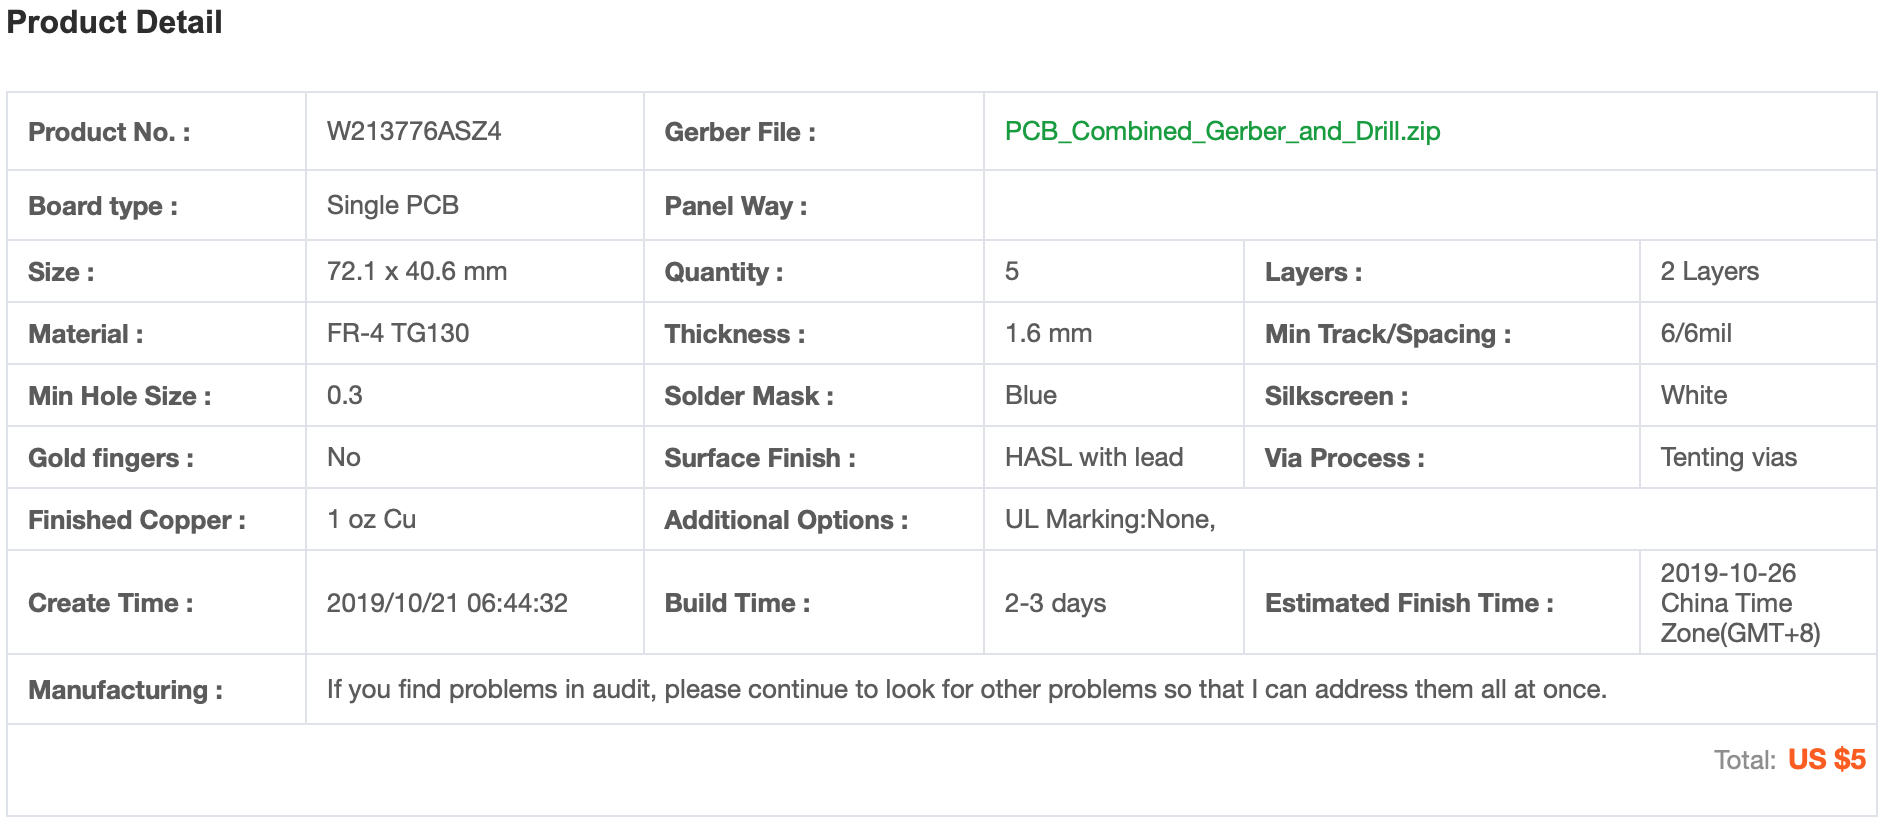 Product Detail
Product No. : W213776ASZ4 Gerber File : PCB_Combined_Gerber_and_Drill.zip
Board type : Single PCB Panel Way :
Size : 72.1 x 40.6 mm Quantity : 5 Layers : 2 Layers
Material : FR-4 TG130 Thickness : 1.6 mm Min Track/Spacing : 6/6mil
Min Hole Size : 0.3 Solder Mask : Blue Silkscreen : White
Gold fingers : No Surface Finish : HASL with lead Via Process : Tenting vias
Finished Copper : 1 oz Cu Additional Options : UL Marking:None,
Create Time : 2019/10/21 06:44:32 Build Time : 2-3 days Estimated Finish Time : 2019-10-26
China Time
Zone(GMT+8)
Manufacturing : If you find problems in audit, please continue to look for other problems so that I can address them all at once.
Total: US $5